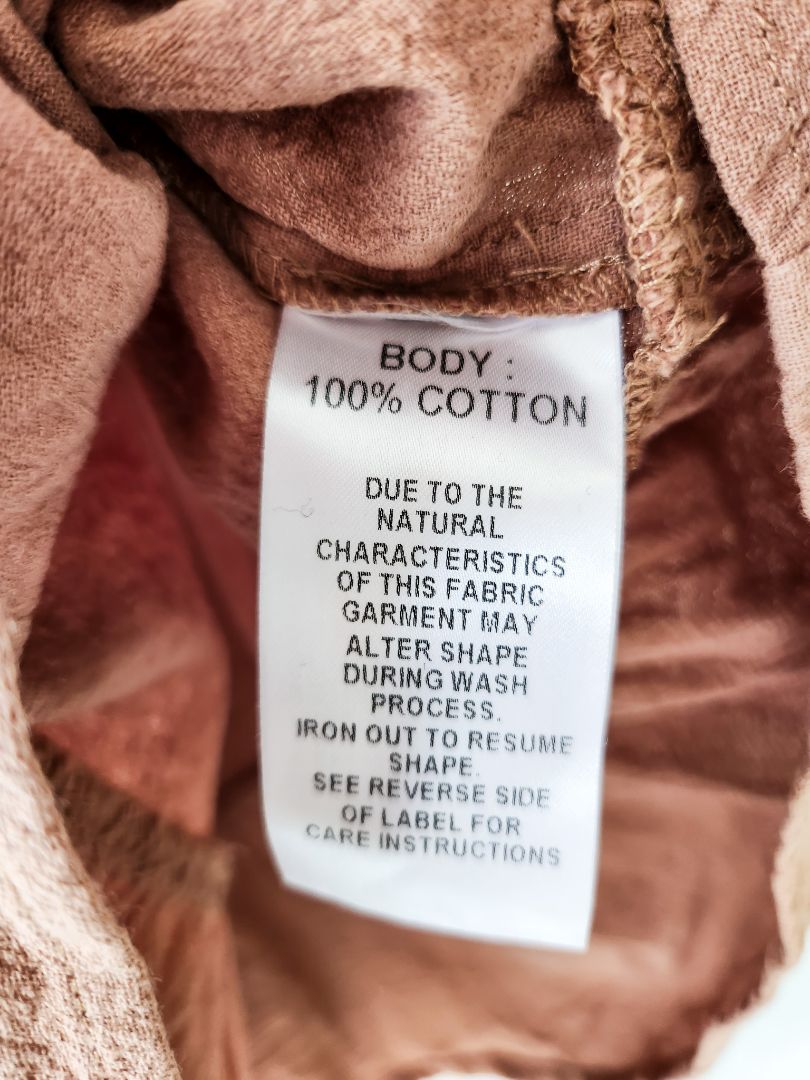 BODY :
100% COTTON
DUE TO THE
NATURAL
CHARACTERISTICS
OF THIS FABRIC
GARMENT MAY
ALTER SHAPE
DURING WASH
PROCESS.
IRON OUT TO RESUME
SHAPE.
SEE REVERSE SIDE
OF LABEL FOR
CARE INSTRUCTIONS